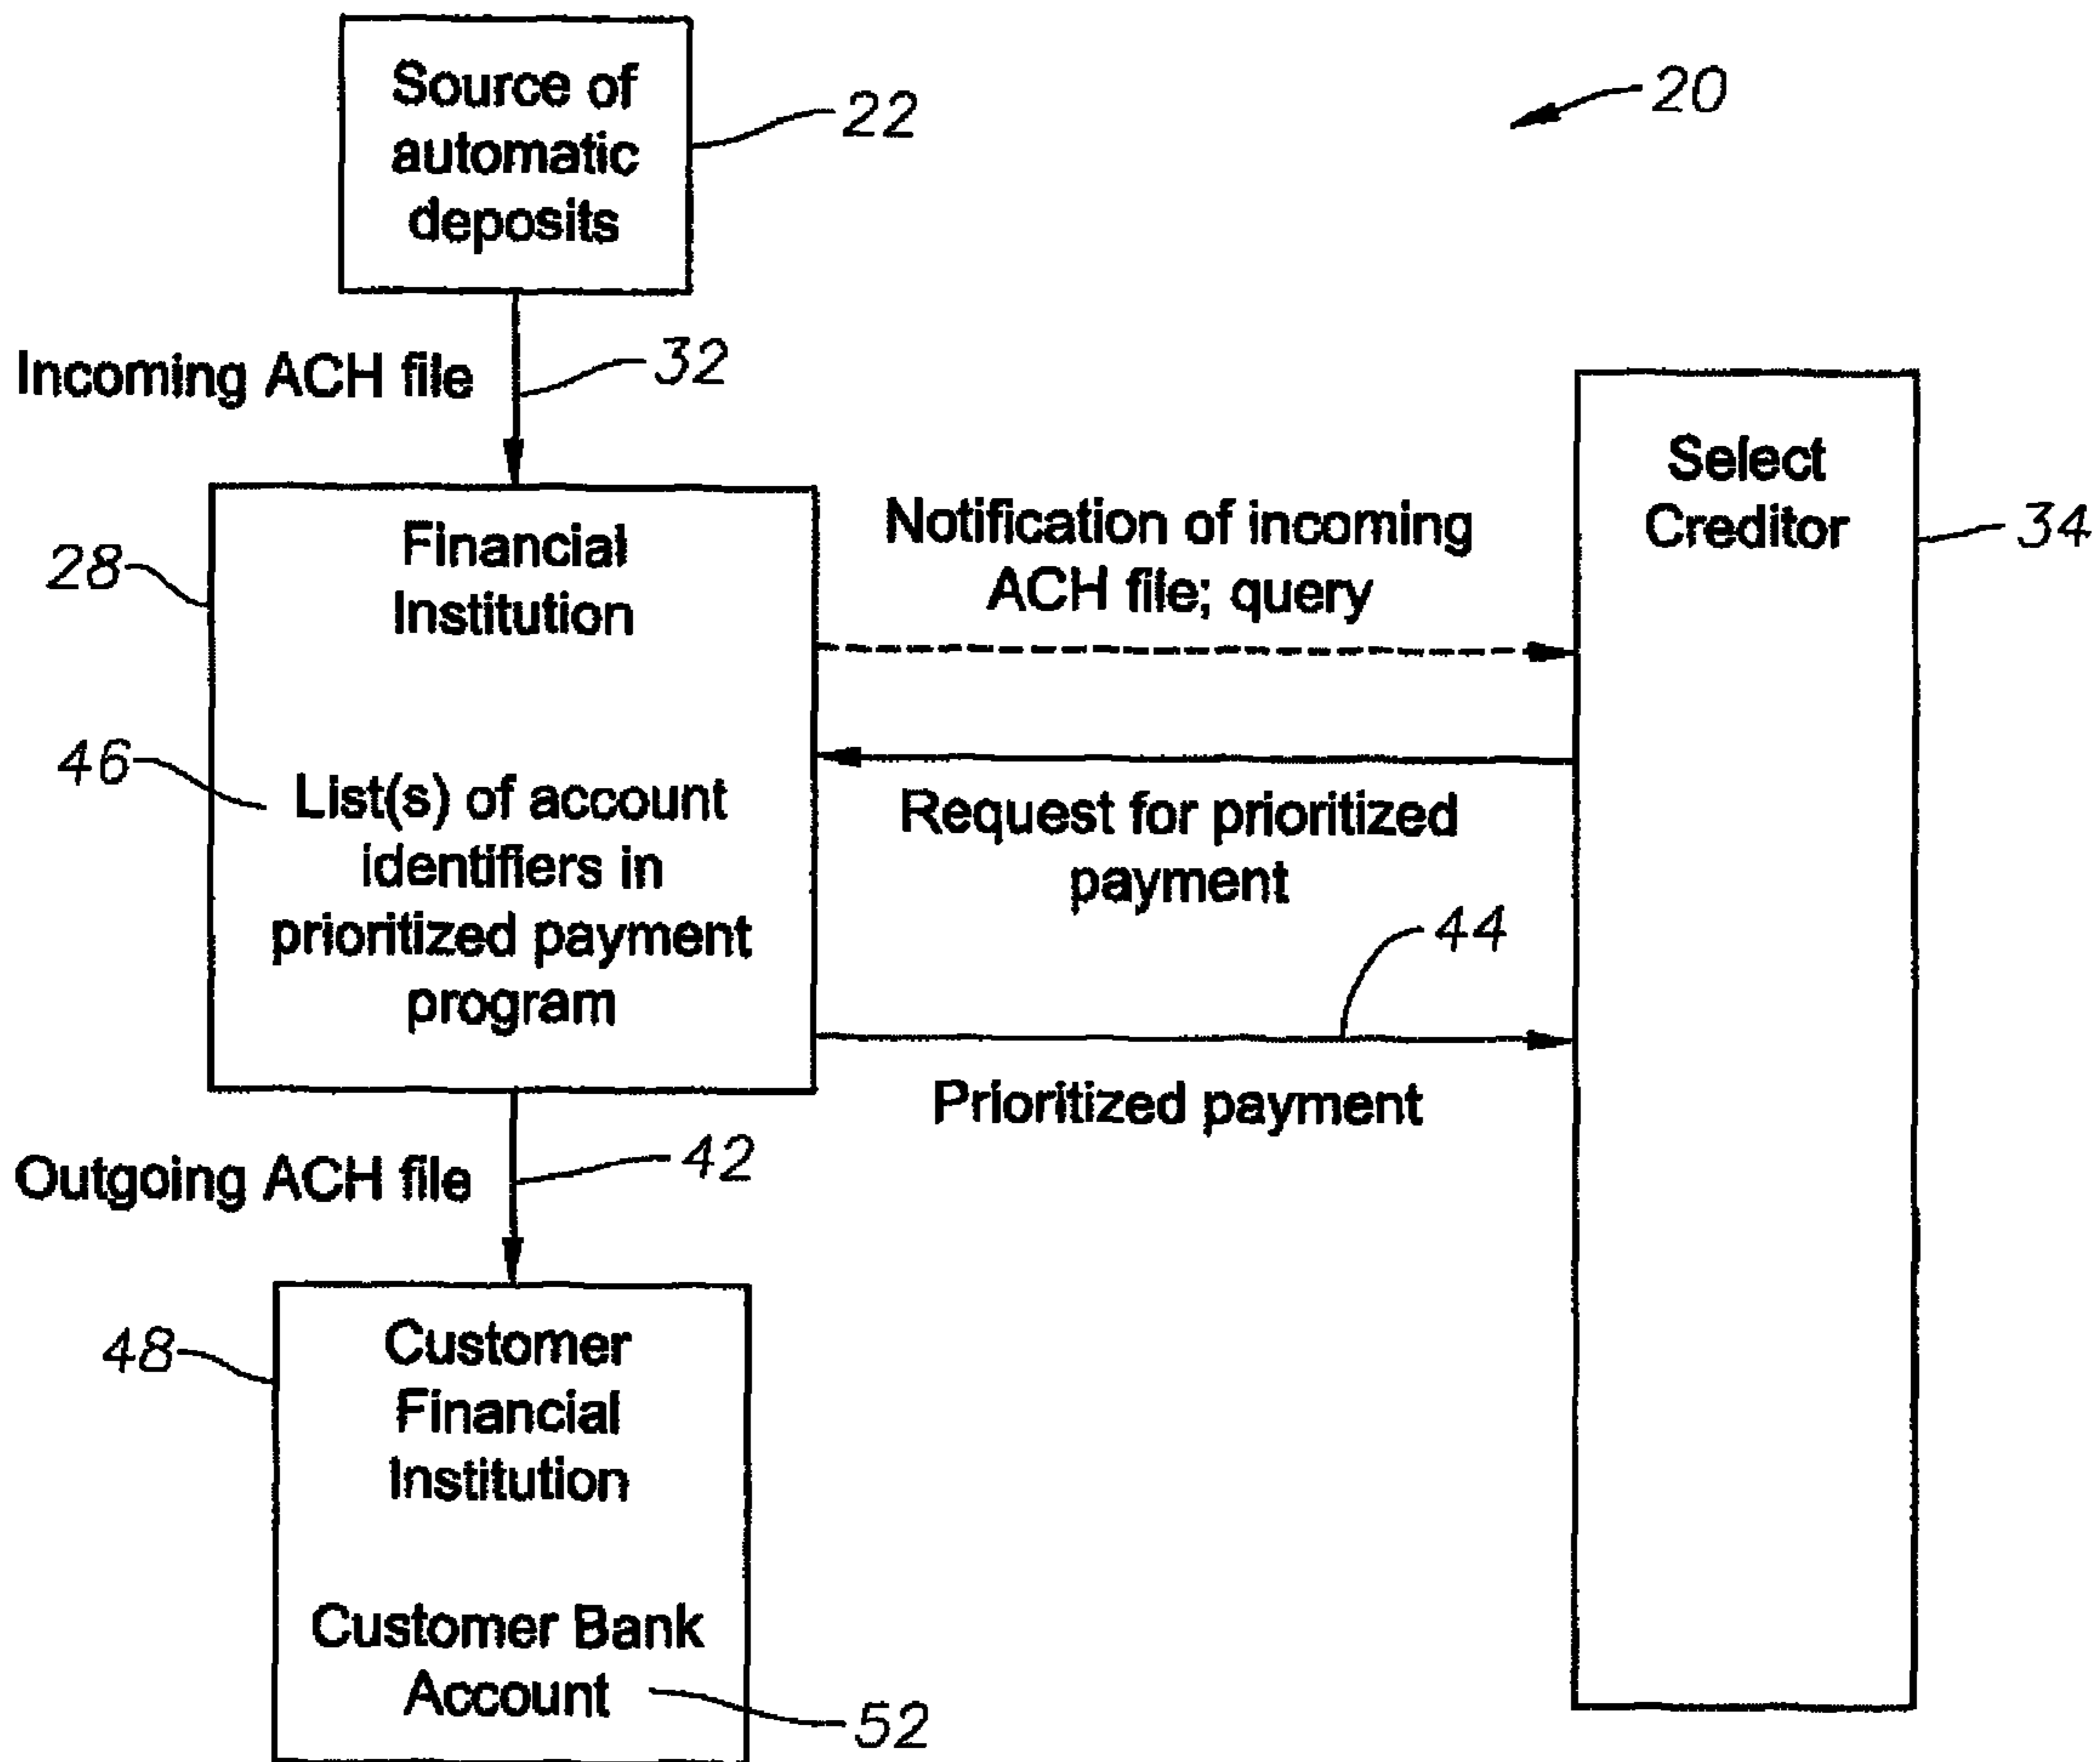 Source of
automatic
deposits
22
20
Incoming ACH file
32
Financial
Institution
28
46
List(s) of account
identifiers in
prioritized payment
program
Notification of incoming
ACH file; query
Request for prioritized
payment
44
Prioritized payment
Select
Creditor
34
Outgoing ACH file
42
48
Customer
Financial
Institution
Customer Bank
Account
52